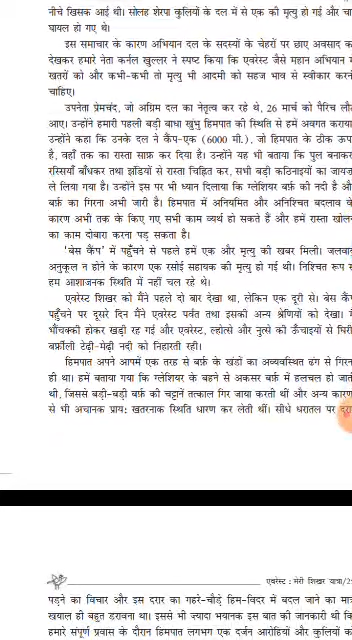 नीचे खिसक आई थी। सोलह शेरपा कुलियों के दल में से एक की मृत्यु हो गई और चा
घायल हो गए थे।
इस समाचार के कारण अभियान दल के सदस्यों के चेहरों पर छाए अवसाद क
देखकर हमारे नेता कर्नल खुल्लर ने स्पष्ट किया कि एवरेस्ट जैसे महान अभियान म
खतरों को और कभी-कभी तो मृत्यु भी आदमी को सहज भाव से स्वीकार करन
चाहिए।
उपनेता प्रेमचंद, जो अग्रिम दल का नेतृत्व कर रहे थे, 26 मार्च को पैरिच लौ
आए। उन्होंने हमारी पहली बड़ी बाधा खुंभु हिमपात की स्थिति से हमें अवगत कराया
उन्होंने कहा कि उनके दल ने कैंप-एक (6000 मी.), जो हिमपात के ठीक ऊप
है, वहाँ तक का रास्ता साफ़ कर दिया है। उन्होंने यह भी बताया कि पुल बनाकर
रस्सियाँ बाँधकर तथा झंडियों से रास्ता चिह्नित कर, सभी बड़ी कठिनाइयों का जायज़
ले लिया गया है। उन्होंने इस पर भी ध्यान दिलाया कि ग्लेशियर बर्फ़ की नदी है औ
बर्फ़ का गिरना अभी जारी है। हिमपात में अनियमित और अनिश्चित बदलाव के
कारण अभी तक के किए गए सभी काम व्यर्थ हो सकते हैं और हमें रास्ता खोलन
का काम दोबारा करना पड़ सकता है।
'बेस कैंप' में पहुँचने से पहले हमें एक और मृत्यु की खबर मिली। जलवायु
अनुकूल न होने के कारण एक रसोई सहायक की मृत्यु हो गई थी। निश्चित रूप स
हम आशाजनक स्थिति में नहीं चल रहे थे।
एवरेस्ट शिखर को मैंने पहले दो बार देखा था, लेकिन एक दूरी से। बेस कैंप
पहुँचने पर दूसरे दिन मैंने एवरेस्ट पर्वत तथा इसकी अन्य श्रेणियों को देखा। म
भौंचक्की होकर खड़ी रह गई और एवरेस्ट, ल्होत्से और नुत्से की ऊँचाइयों से घिरी
बर्फ़ीली टेढ़ी-मेढ़ी नदी को निहारती रही।
हिमपात अपने आपमें एक तरह से बर्फ़ के खंडों का अव्यवस्थित ढंग से गिरन
ही था। हमें बताया गया कि ग्लेशियर के बहने से अकसर बर्फ़ में हलचल हो जात
थी, जिससे बड़ी-बड़ी बर्फ़ की चट्टानें तत्काल गिर जाया करती थीं और अन्य कारण
से भी अचानक प्रायः खतरनाक स्थिति धारण कर लेती थीं। सीधे धरातल पर दरा
एवरेस्ट : मेरी शिखर यात्रा/2
पड़ने का विचार और इस दरार का गहरे-चौड़े हिम-विदर में बदल जाने का मात्र
खयाल ही बहुत डरावना था। इससे भी ज्यादा भयानक इस बात की जानकारी थी कि
हमारे संपूर्ण प्रवास के दौरान हिमपात लगभग एक दर्जन आरोहियों और कुलियों को